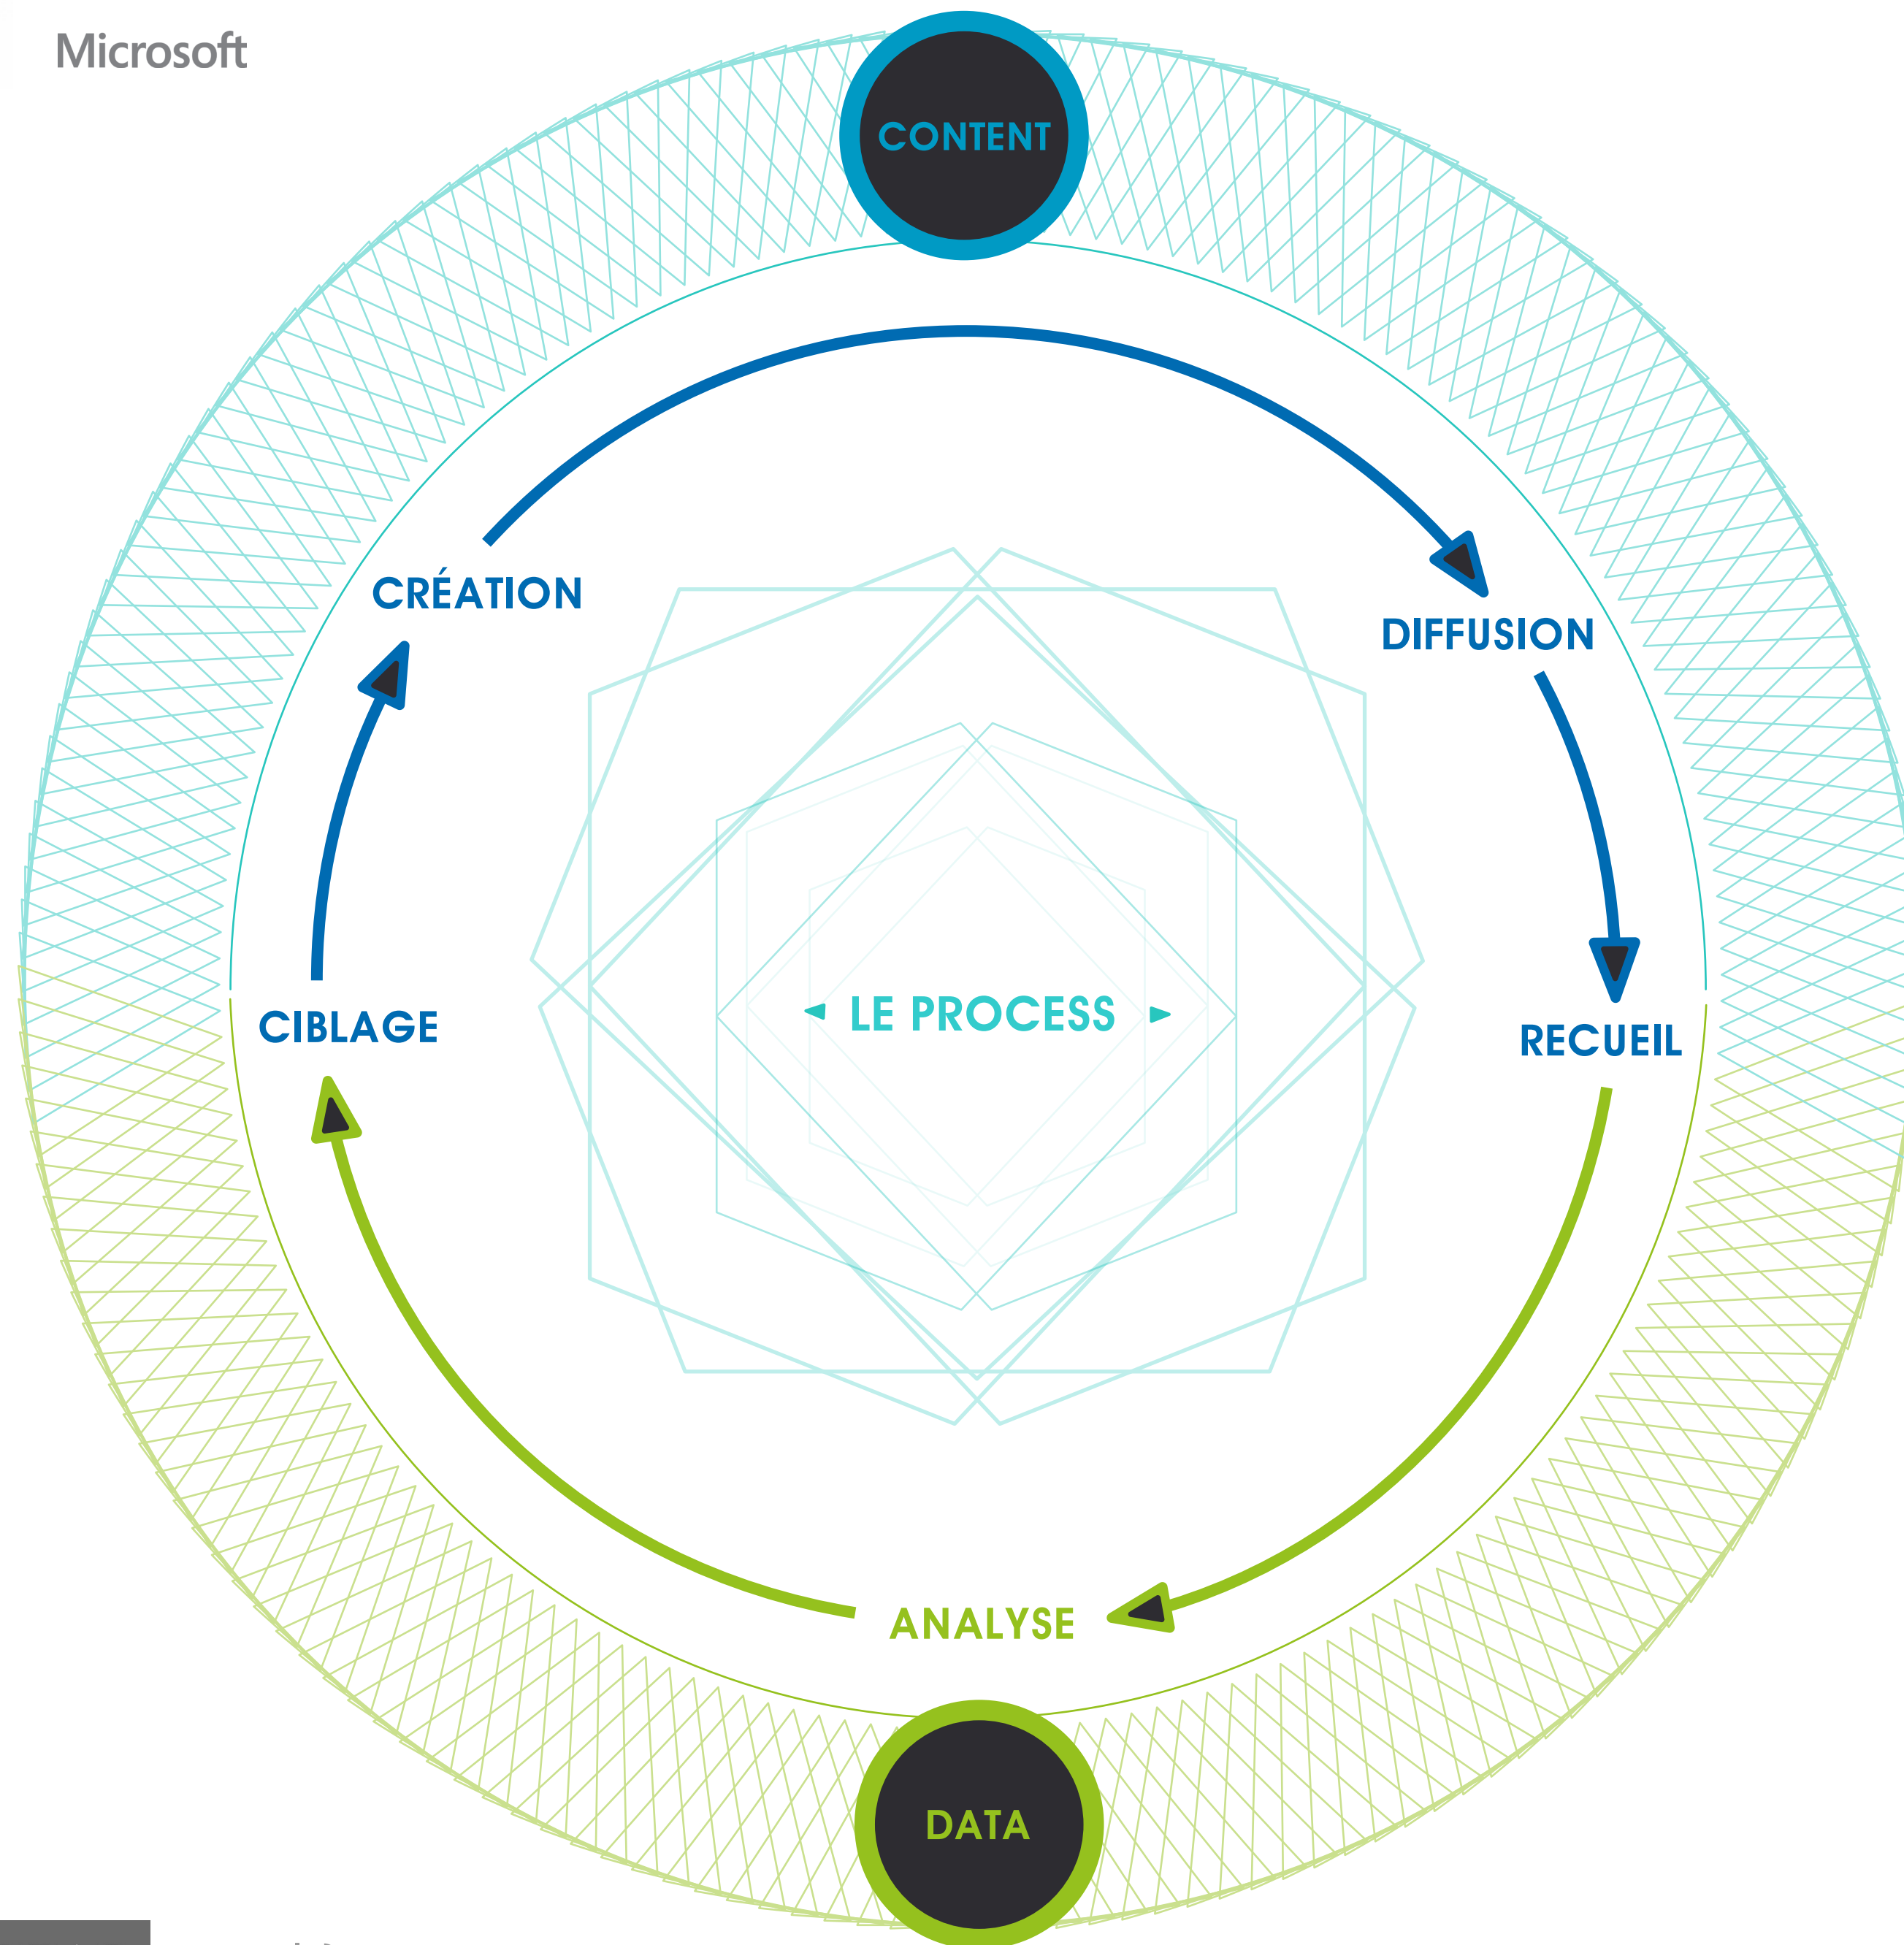 Microsoft
CONTENT
CRÉATION
DIFFUSION
LE PROCESS
CIBLAGE
RECUEIL
ANALYSE
DATA